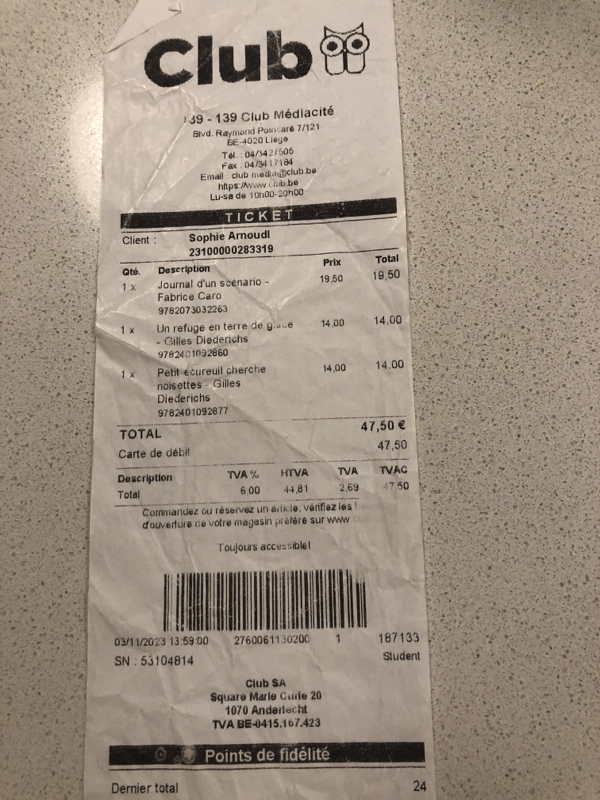 Club
139 - 139 Club Médiacité
Blvd. Raymond Poincaré 7/121
BE-4020 Liège
Tél. : 04/3427605
Fax : 04/3417184
Email : club.media@club.be
https://www.club.be
Lu-sa de 10h00-20h00
TICKET
Client : Sophie Arnoudl
23100000283319
Qté. Description Prix Total
1 x Journal d'un scénario - 19,50 19,50
Fabrice Caro
9782073032263
1 x Un refuge en terre de glace 14,00 14,00
- Gilles Diederichs
9782401092860
1 x Petit écureuil cherche 14,00 14,00
noisettes - Gilles
Diederichs
9782401092877
TOTAL 47,50 €
Carte de débit 47,50
Description TVA % HTVA TVA TVAC
Total 6,00 44,81 2,69 47,50
Commandez ou réservez un article, vérifiez les
d'ouverture de votre magasin préféré sur www
Toujours accessible!
03/11/2023 13:59:00 2760061130200 1 187133
SN : 53104814 Student
Club SA
Square Marie Curie 20
1070 Anderlecht
TVA BE-0415.167.423
Points de fidélité
Dernier total 24